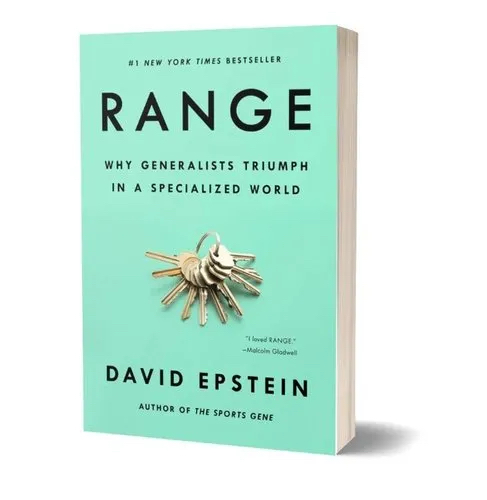 #1 NEW YORK TIMES BESTSELLER
RANGE
WHY GENERALISTS TRIUMPH
IN A SPECIALIZED WORLD
"I loved RANGE."
—Malcolm Gladwell
DAVID EPSTEIN
AUTHOR OF THE SPORTS GENE